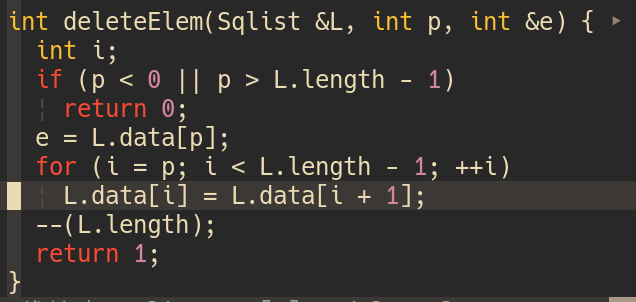 int deleteElem(Sqlist &L, int p, int &e) {
  int i;
  if (p < 0 || p > L.length - 1)
    return 0;
  e = L.data[p];
  for (i = p; i < L.length - 1; ++i)
    L.data[i] = L.data[i + 1];
  --(L.length);
  return 1;
}